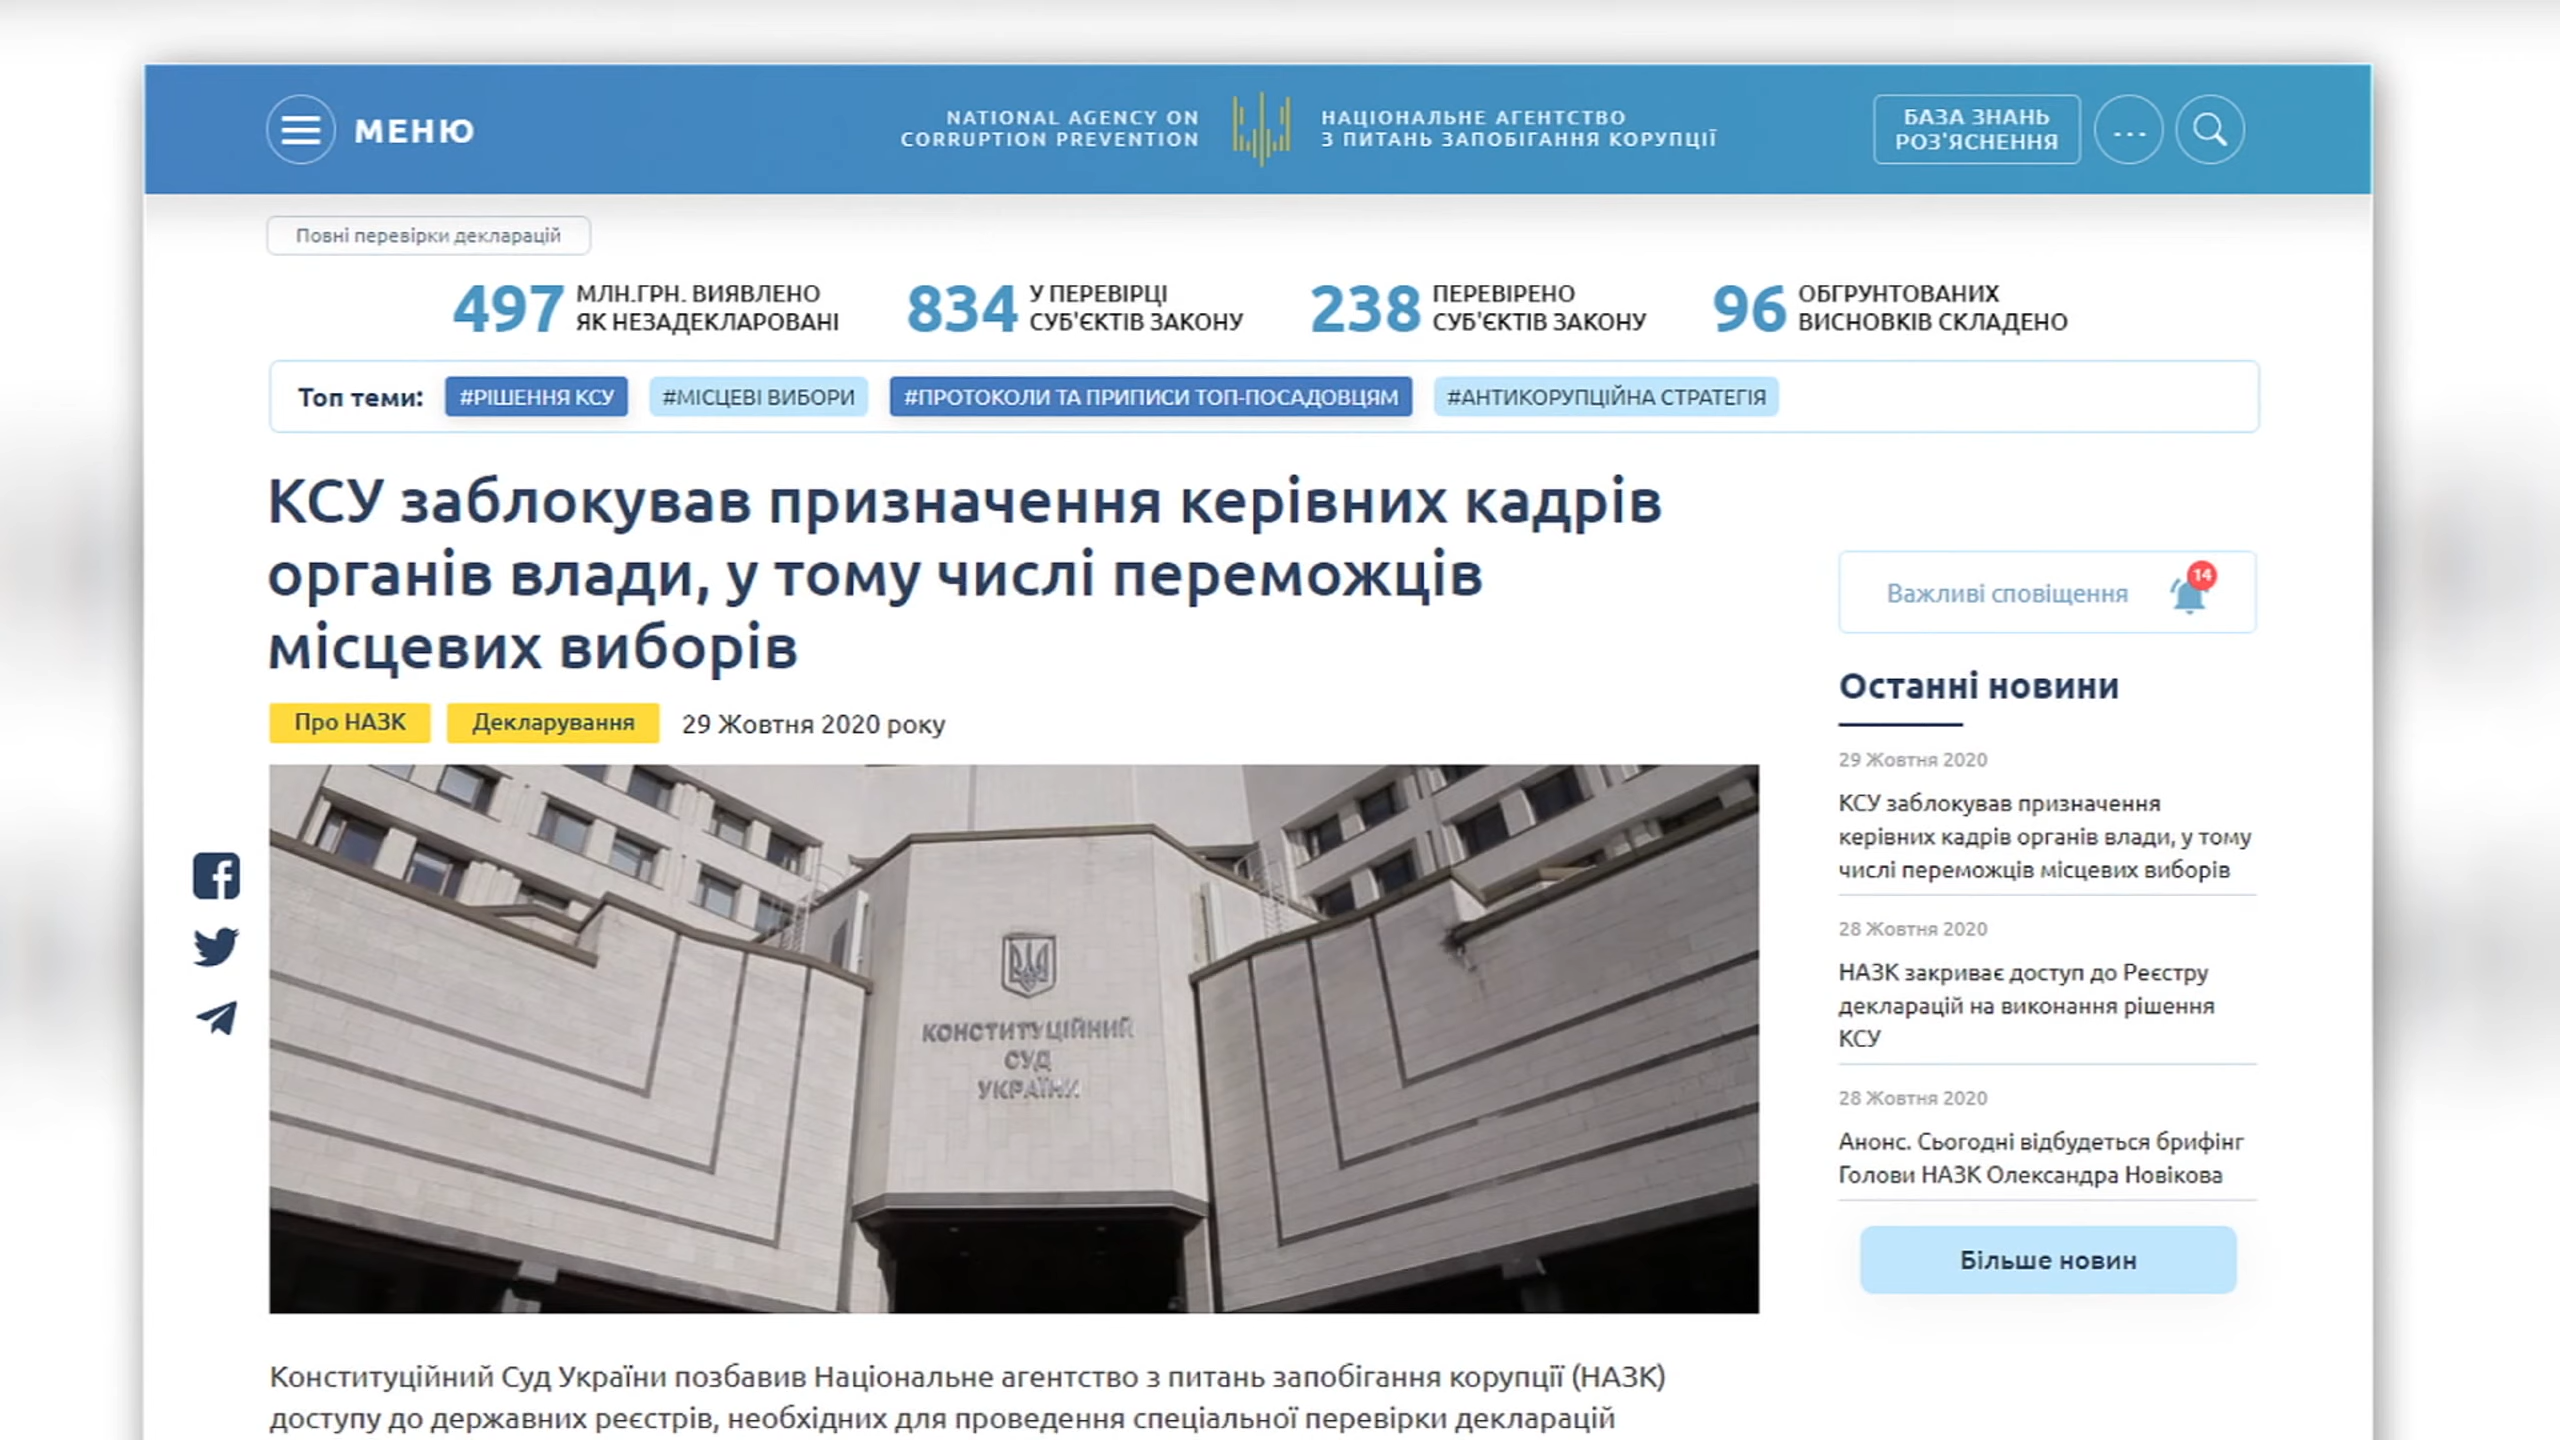 МЕНЮ
NATIONAL AGENCY ON
CORRUPTION PREVENTION
НАЦІОНАЛЬНЕ АГЕНТСТВО
З ПИТАНЬ ЗАПОБІГАННЯ КОРУПЦІЇ
БАЗА ЗНАНЬ
РОЗ'ЯСНЕННЯ
Повні перевірки декларацій
497 МЛН.ГРН. ВИЯВЛЕНО
ЯК НЕЗАДЕКЛАРОВАНІ
834 У ПЕРЕВІРЦІ
СУБ'ЄКТІВ ЗАКОНУ
238 ПЕРЕВІРЕНО
СУБ'ЄКТІВ ЗАКОНУ
96 ОБГРУНТОВАНИХ
ВИСНОВКІВ СКЛАДЕНО
Топ теми: #РІШЕННЯ КСУ #МІСЦЕВІ ВИБОРИ #ПРОТОКОЛИ ТА ПРИПИСИ ТОП-ПОСАДОВЦЯМ #АНТИКОРУПЦІЙНА СТРАТЕГІЯ
КСУ заблокував призначення керівних кадрів
органів влади, у тому числі переможців
місцевих виборів
Про НАЗК Декларування 29 Жовтня 2020 року
КОНСТИТУЦІЙНИЙ
СУД
УКРАЇНИ
Конституційний Суд України позбавив Національне агентство з питань запобігання корупції (НАЗК)
доступу до державних реєстрів, необхідних для проведення спеціальної перевірки декларацій
Важливі сповіщення 14
Останні новини
29 Жовтня 2020
КСУ заблокував призначення
керівних кадрів органів влади, у тому
числі переможців місцевих виборів
28 Жовтня 2020
НАЗК закриває доступ до Реєстру
декларацій на виконання рішення
КСУ
28 Жовтня 2020
Анонс. Сьогодні відбудеться брифінг
Голови НАЗК Олександра Новікова
Більше новин